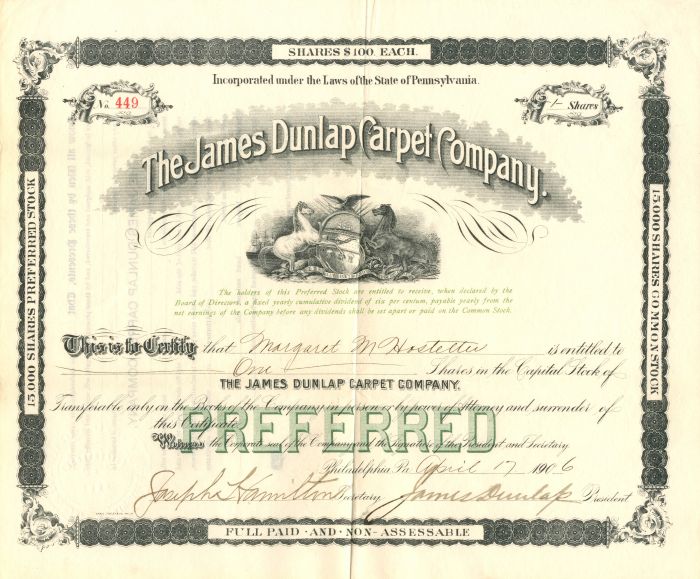 SHARES $100. EACH.
Incorporated under the Laws of the State of Pennsylvania.
No. 449
1 Shares
The James Dunlap Carpet Company.
15000 SHARES PREFERRED STOCK
15000 SHARES COMMON STOCK
The holders of this Preferred Stock are entitled to receive, when declared by the
Board of Directors, a fixed yearly cumulative dividend of six per centum, payable yearly from the
net earnings of the Company before any dividends shall be set apart or paid on the Common Stock.
This is to Certify that Margaret M Hostetter is entitled to
One Shares in the Capital Stock of
THE JAMES DUNLAP CARPET COMPANY.
Transferable only on the Books of the Company in person or by power of Attorney and surrender of
this Certificate.
PREFERRED
Witness the Corporate seal of the Company and the Signatures of the President and Secretary.
Philadelphia Pa. April 17 1906
Joseph L Hamilton Secretary James Dunlap President
FULL PAID AND NON-ASSESSABLE